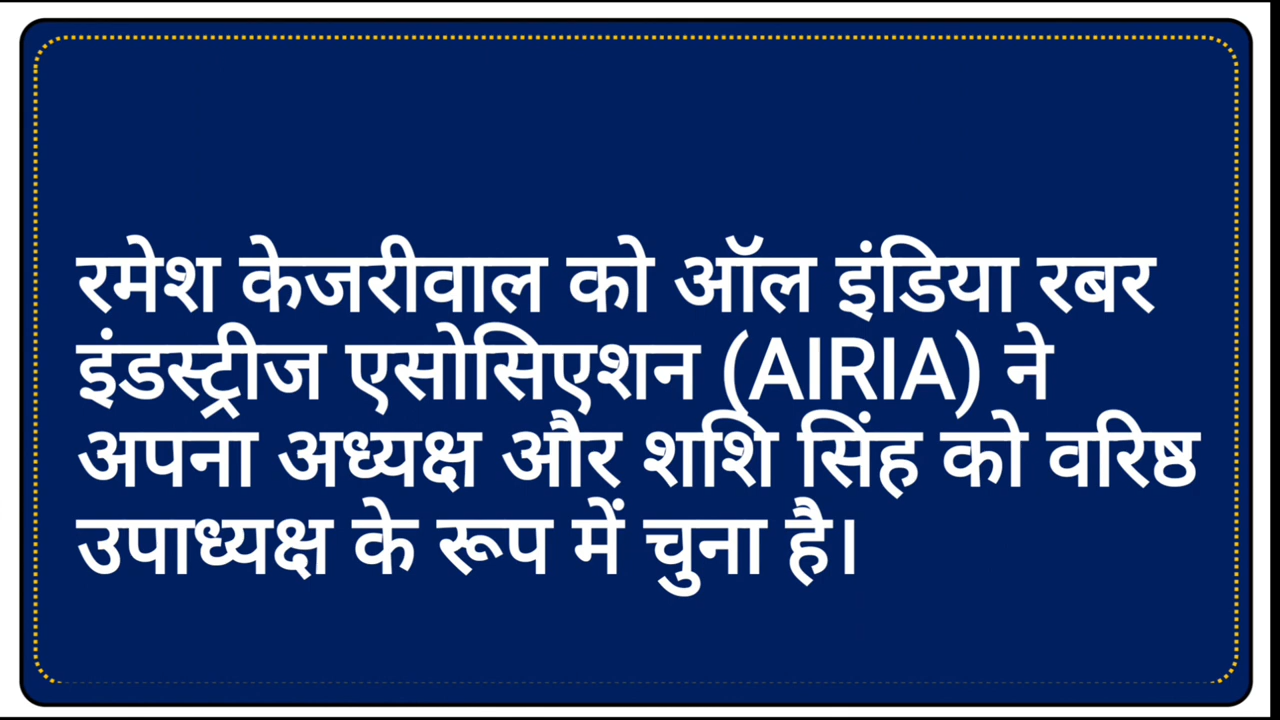 रमेश केजरीवाल को ऑल इंडिया रबर
इंडस्ट्रीज एसोसिएशन (AIRIA) ने
अपना अध्यक्ष और शशि सिंह को वरिष्ठ
उपाध्यक्ष के रूप में चुना है।